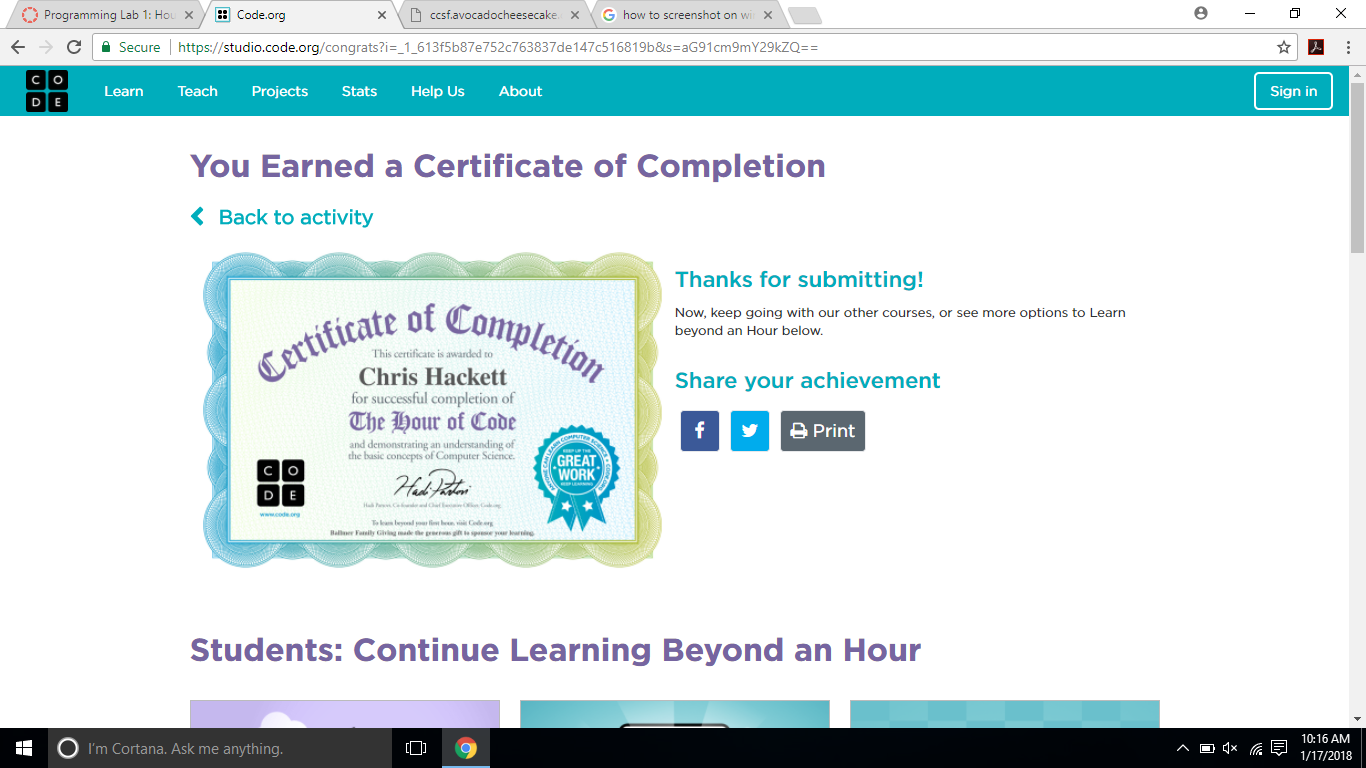 Programming Lab 1: Hou
Code.org
ccsf.avocadocheesecake.
how to screenshot on wi
Secure
https://studio.code.org/congrats?i=_1_613f5b87e752c763837de147c516819b&s=aG91cm9mY29kZQ==
CODE
Learn
Teach
Projects
Stats
Help Us
About
Sign in
You Earned a Certificate of Completion
Back to activity
Certificate of Completion
This certificate is awarded to
Chris Hackett
for successful completion of
The Hour of Code
and demonstrating an understanding of
the basic concepts of Computer Science.
CODE
www.code.org
Hadi Partovi
Hadi Partovi, Co-founder and Chief Executive Officer, Code.org
To learn beyond your first hour, visit Code.org
Ballmer Family Giving made the generous gift to sponsor your learning.
KEEP UP THE
GREAT
WORK
KEEP LEARNING
Thanks for submitting!
Now, keep going with our other courses, or see more options to Learn
beyond an Hour below.
Share your achievement
Print
Students: Continue Learning Beyond an Hour
I'm Cortana. Ask me anything.
10:16 AM
1/17/2018